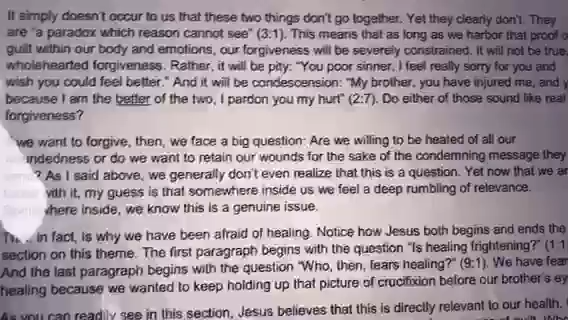 It simply doesn't occur to us that these two things don't go together. Yet they clearly don't. They
are "a paradox which reason cannot see" (3:1). This means that as long as we harbor that proof o
guilt within our body and emotions, our forgiveness will be severely constrained. It will not be true,
wholehearted forgiveness. Rather, it will be pity: "You poor sinner. I feel really sorry for you and
wish you could feel better." And it will be condescension: "My brother, you have injured me, and y
because I am the better of the two, I pardon you my hurt" (2:7). Do either of those sound like real
forgiveness?
we want to forgive, then, we face a big question: Are we willing to be healed of all our
undedness or do we want to retain our wounds for the sake of the condemning message they
? As I said above, we generally don't even realize that this is a question. Yet now that we ar
with it, my guess is that somewhere inside us we feel a deep rumbling of relevance.
where inside, we know this is a genuine issue.
in fact, is why we have been afraid of healing. Notice how Jesus both begins and ends the
section on this theme. The first paragraph begins with the question "Is healing frightening?" (1:1
And the last paragraph begins with the question "Who, then, fears healing?" (9:1). We have fear
healing because we wanted to keep holding up that picture of crucifixion before our brother's ey
As you can readily see in this section, Jesus believes that this is directly relevant to our health.